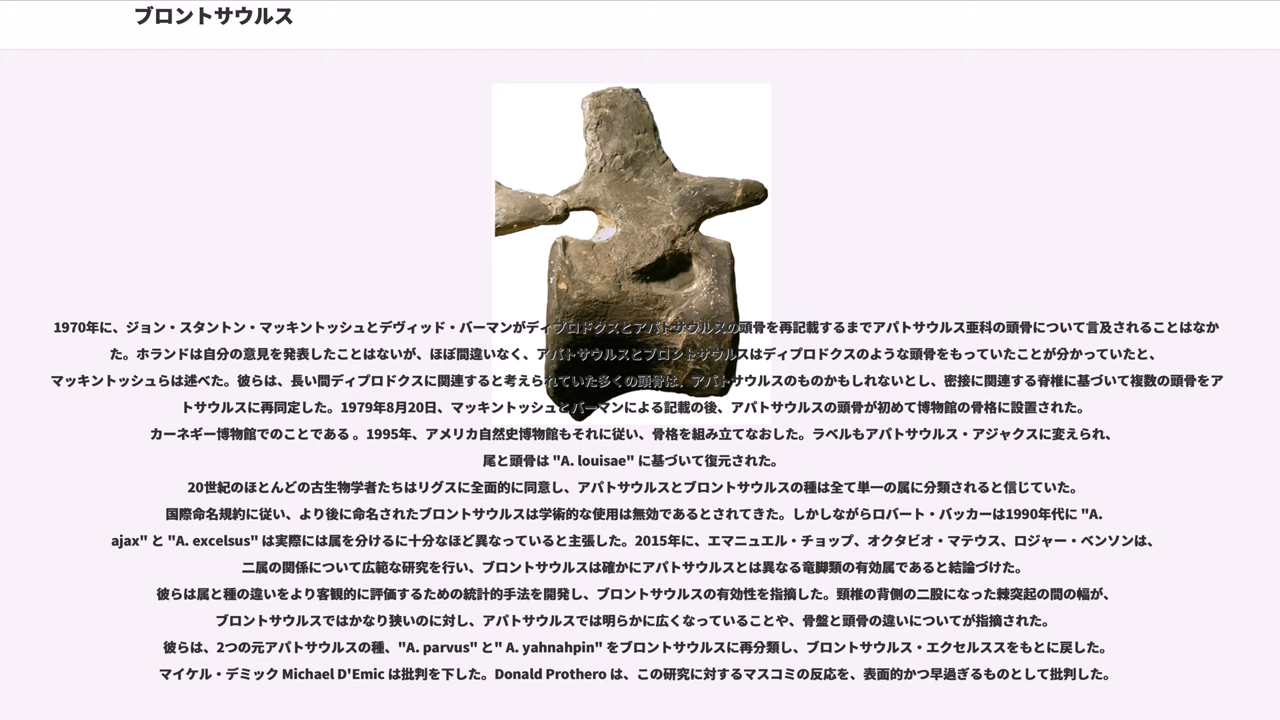 ブロントサウルス
1970年に、ジョン・スタントン・マッキントッシュとデヴィッド・バーマンがディプロドクスとアパトサウルスの頭骨を再記載するまでアパトサウルス亜科の頭骨について言及されることはなか
た。ホランドは自分の意見を発表したことはないが、ほぼ間違いなく、アパトサウルスとブロントサウルスはディプロドクスのような頭骨をもっていたことが分かっていたと、
マッキントッシュらは述べた。彼らは、長い間ディプロドクスに関連すると考えられていた多くの頭骨は、アパトサウルスのものかもしれないとし、密接に関連する脊椎に基づいて複数の頭骨をア
トサウルスに再同定した。1979年8月20日、マッキントッシュとバーマンによる記載の後、アパトサウルスの頭骨が初めて博物館の骨格に設置された。
カーネギー博物館でのことである 。1995年、アメリカ自然史博物館もそれに従い、骨格を組み立てなおした。ラベルもアパトサウルス・アジャクスに変えられ、
尾と頭骨は "A. louisae" に基づいて復元された。
20世紀のほとんどの古生物学者たちはリグスに全面的に同意し、アパトサウルスとブロントサウルスの種は全て単一の属に分類されると信じていた。
国際命名規約に従い、より後に命名されたブロントサウルスは学術的な使用は無効であるとされてきた。しかしながらロバート・バッカーは1990年代に "A.
ajax" と "A. excelsus" は実際には属を分けるに十分なほど異なっていると主張した。2015年に、エマニュエル・チョップ、オクタビオ・マテウス、ロジャー・ベンソンは、
二属の関係について広範な研究を行い、ブロントサウルスは確かにアパトサウルスとは異なる竜脚類の有効属であると結論づけた。
彼らは属と種の違いをより客観的に評価するための統計的手法を開発し、ブロントサウルスの有効性を指摘した。頸椎の背側の二股になった棘突起の間の幅が、
ブロントサウルスではかなり狭いのに対し、アパトサウルスでは明らかに広くなっていることや、骨盤と頭骨の違いについてが指摘された。
彼らは、2つの元アパトサウルスの種、"A. parvus" と" A. yahnahpin" をブロントサウルスに再分類し、ブロントサウルス・エクセルススをもとに戻した。
マイケル・デミック Michael D'Emic は批判を下した。Donald Prothero は、この研究に対するマスコミの反応を、表面的かつ早過ぎるものとして批判した。